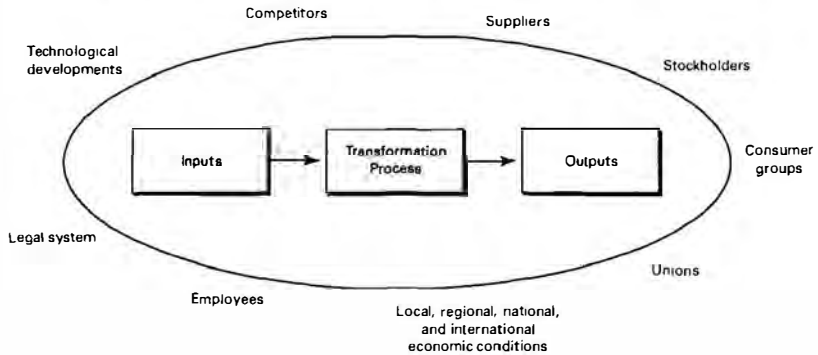 Competitors
Suppliers
Technological
developments
Stockholders
Inputs
Transformation
Process
Outputs
Consumer
groups
Legal system
Unions
Employees
Local, regional, national,
and international
economic conditions